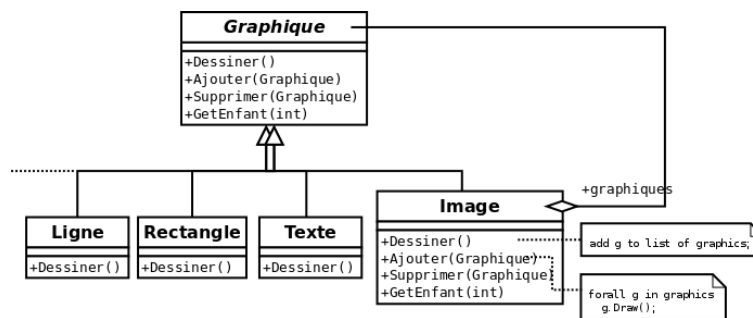 Graphique
+Dessiner()
+Ajouter(Graphique)
+Supprimer(Graphique)
+GetEnfant(int)
+graphiques
Ligne
+Dessiner()
Rectangle
+Dessiner()
Texte
+Dessiner()
Image
+Dessiner()
+Ajouter(Graphique)
+Supprimer(Graphique)
+GetEnfant(int)
add g to list of graphics;
forall g in graphics
g.Draw();